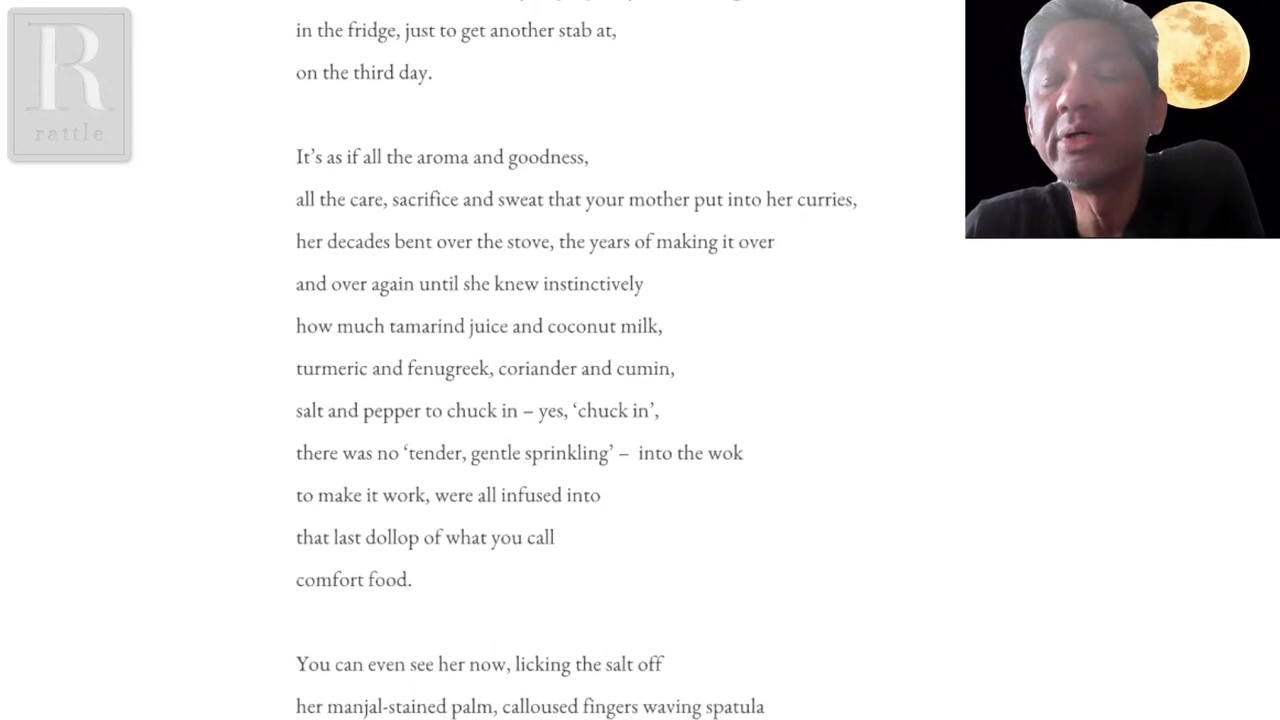 R
rattle
in the fridge, just to get another stab at,
on the third day.
It’s as if all the aroma and goodness,
all the care, sacrifice and sweat that your mother put into her curries,
her decades bent over the stove, the years of making it over
and over again until she knew instinctively
how much tamarind juice and coconut milk,
turmeric and fenugreek, coriander and cumin,
salt and pepper to chuck in – yes, ‘chuck in’,
there was no ‘tender, gentle sprinkling’ –  into the wok
to make it work, were all infused into
that last dollop of what you call
comfort food.
You can even see her now, licking the salt off
her manjal-stained palm, calloused fingers waving spatula